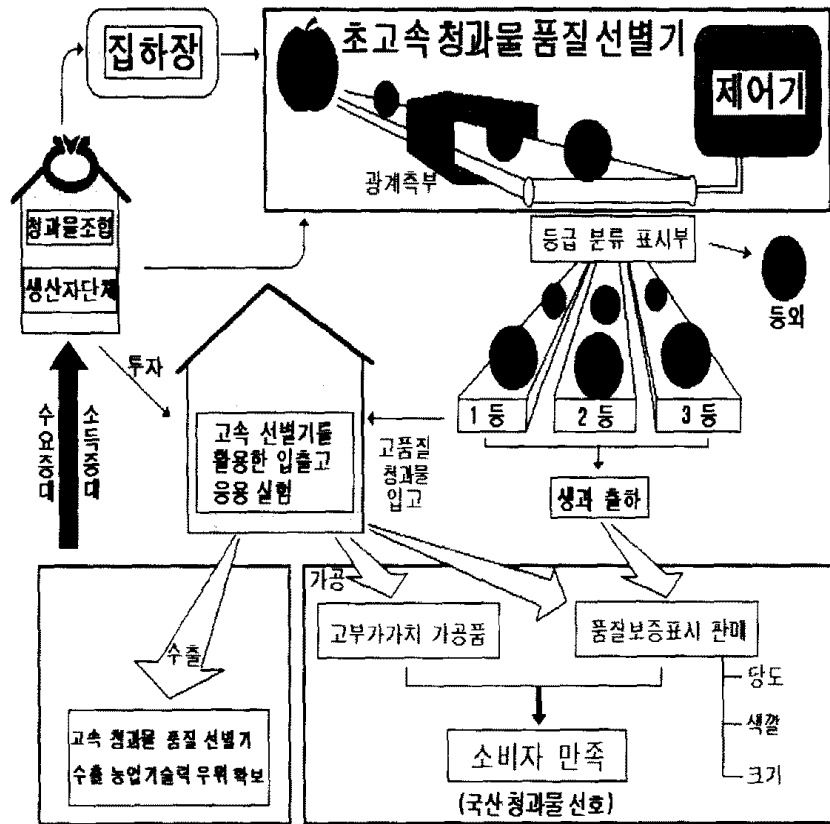 집하장
초고속 청과물 품질 선별기
제어기
광계측부
청과물조합
생산자단체
등급 분류 표시부
등외
투자
수요증대
소득증대
고속 선별기를
활용한 입출고
응용 실험
고품질
청과물
입고
1 등
2 등
3 등
생과 출하
가공
고부가가치 가공품
품질보증표시 판매
수출
당도
색깔
크기
고속 청과물 품질 선별기
수출 농업기술력 우위 확보
소비자 만족
(국산 청과물 선호)